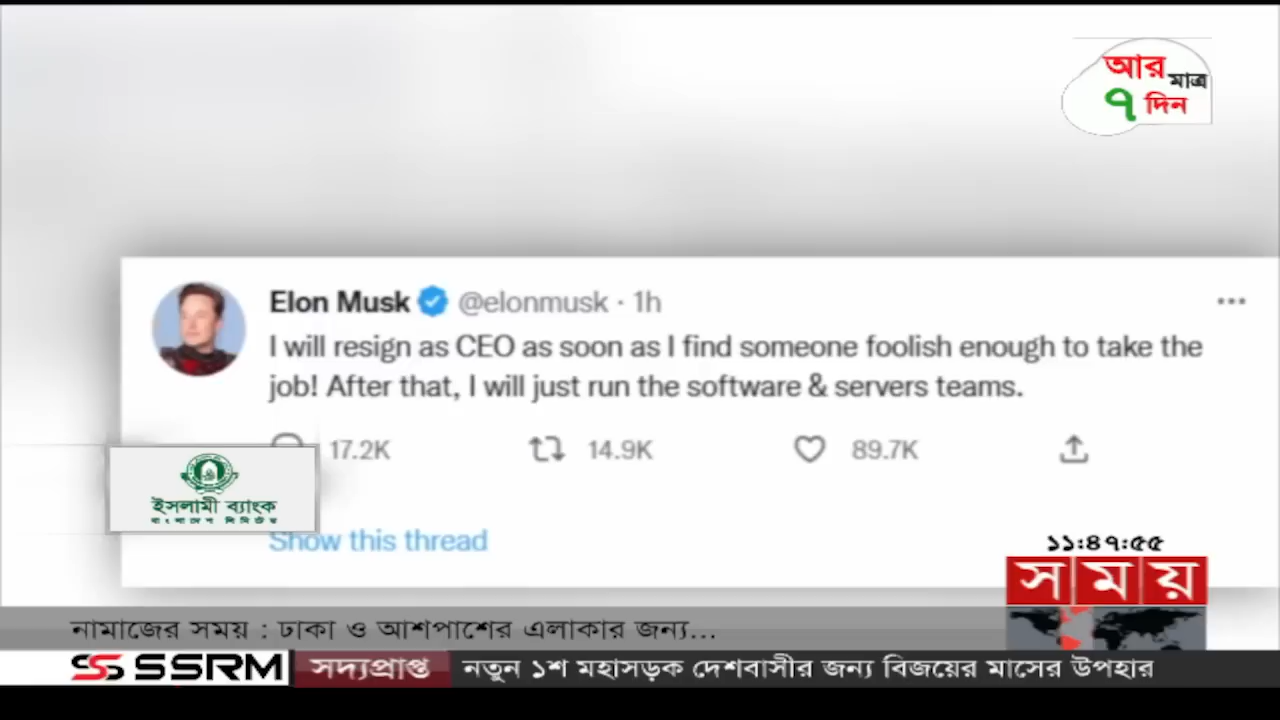 আর মাত্র
৭ দিন
Elon Musk @elonmusk · 1h
I will resign as CEO as soon as I find someone foolish enough to take the
job! After that, I will just run the software & servers teams.
17.2K 14.9K 89.7K
ইসলামী ব্যাংক
বাংলাদেশ লিমিটেড
Show this thread
১১:৪৭:৫৫
সময়
নামাজের সময় : ঢাকা ও আশপাশের এলাকার জন্য...
SSRM সদ্যপ্রাপ্ত নতুন ১শ মহাসড়ক দেশবাসীর জন্য বিজয়ের মাসের উপহার